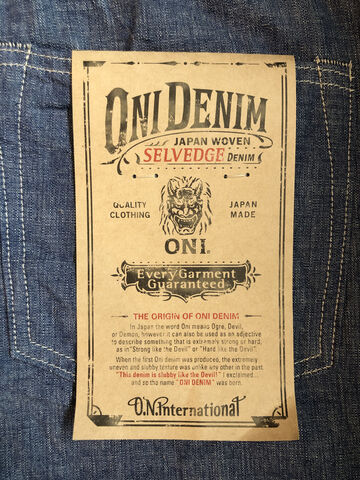 ONI DENIM
JAPAN WOVEN
SELVEDGE DENIM
QUALITY CLOTHING
JAPAN MADE
ONI.
Every Garment
Guaranteed
THE ORIGIN OF ONI DENIM
In Japan the word Oni means Ogre, Devil,
or Demon, however it can also be used as an adjective
to describe something that is extremely strong or hard,
as in "Strong like the Devil" or "Hard like the Devil".
When the first Oni denim was produced, the extremely
uneven and slubby texture was unlike any other in the past.
"This denim is slubby like the Devil!" I exclaimed...
and so the name "ONI DENIM" was born.
O.N.international